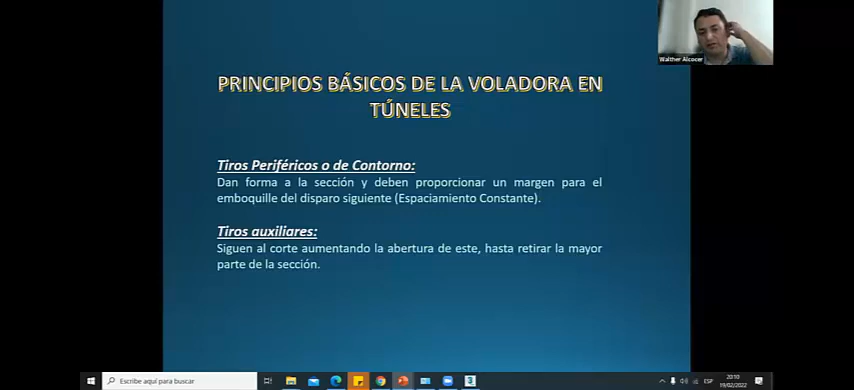 Walther Alcocer
PRINCIPIOS BÁSICOS DE LA VOLADORA EN
TÚNELES
Tiros Periféricos o de Contorno:
Dan forma a la sección y deben proporcionar un margen para el
emboquille del disparo siguiente (Espaciamiento Constante).
Tiros auxiliares:
Siguen al corte aumentando la abertura de este, hasta retirar la mayor
parte de la sección.
Escribe aquí para buscar
ESP
20:10
19/02/2022